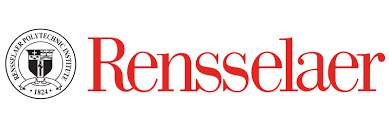 RENSSELAER POLYTECHNIC INSTITUTE
• 1824 •
Rensselaer